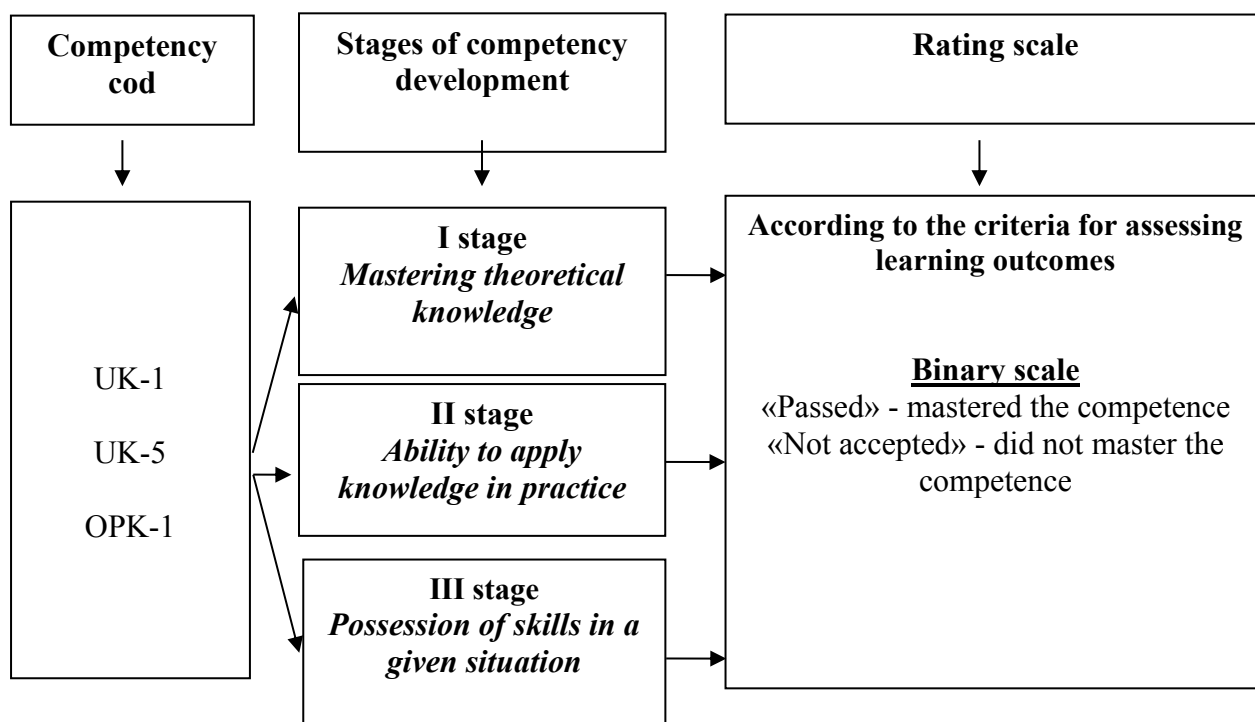 Competency
cod
Stages of competency
development
Rating scale
UK-1
UK-5
OPK-1
I stage
Mastering theoretical
knowledge
II stage
Ability to apply
knowledge in practice
III stage
Possession of skills in a
given situation
According to the criteria for assessing
learning outcomes
Binary scale
«Passed» - mastered the competence
«Not accepted» - did not master the
competence